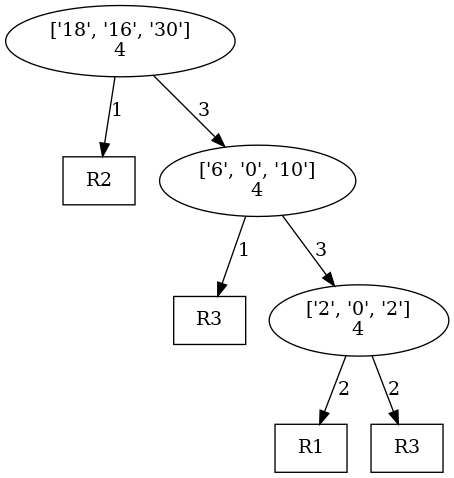 ['18', '16', '30']
4
1
3
R2
['6', '0', '10']
4
1
3
R3
['2', '0', '2']
4
2
2
R1
R3